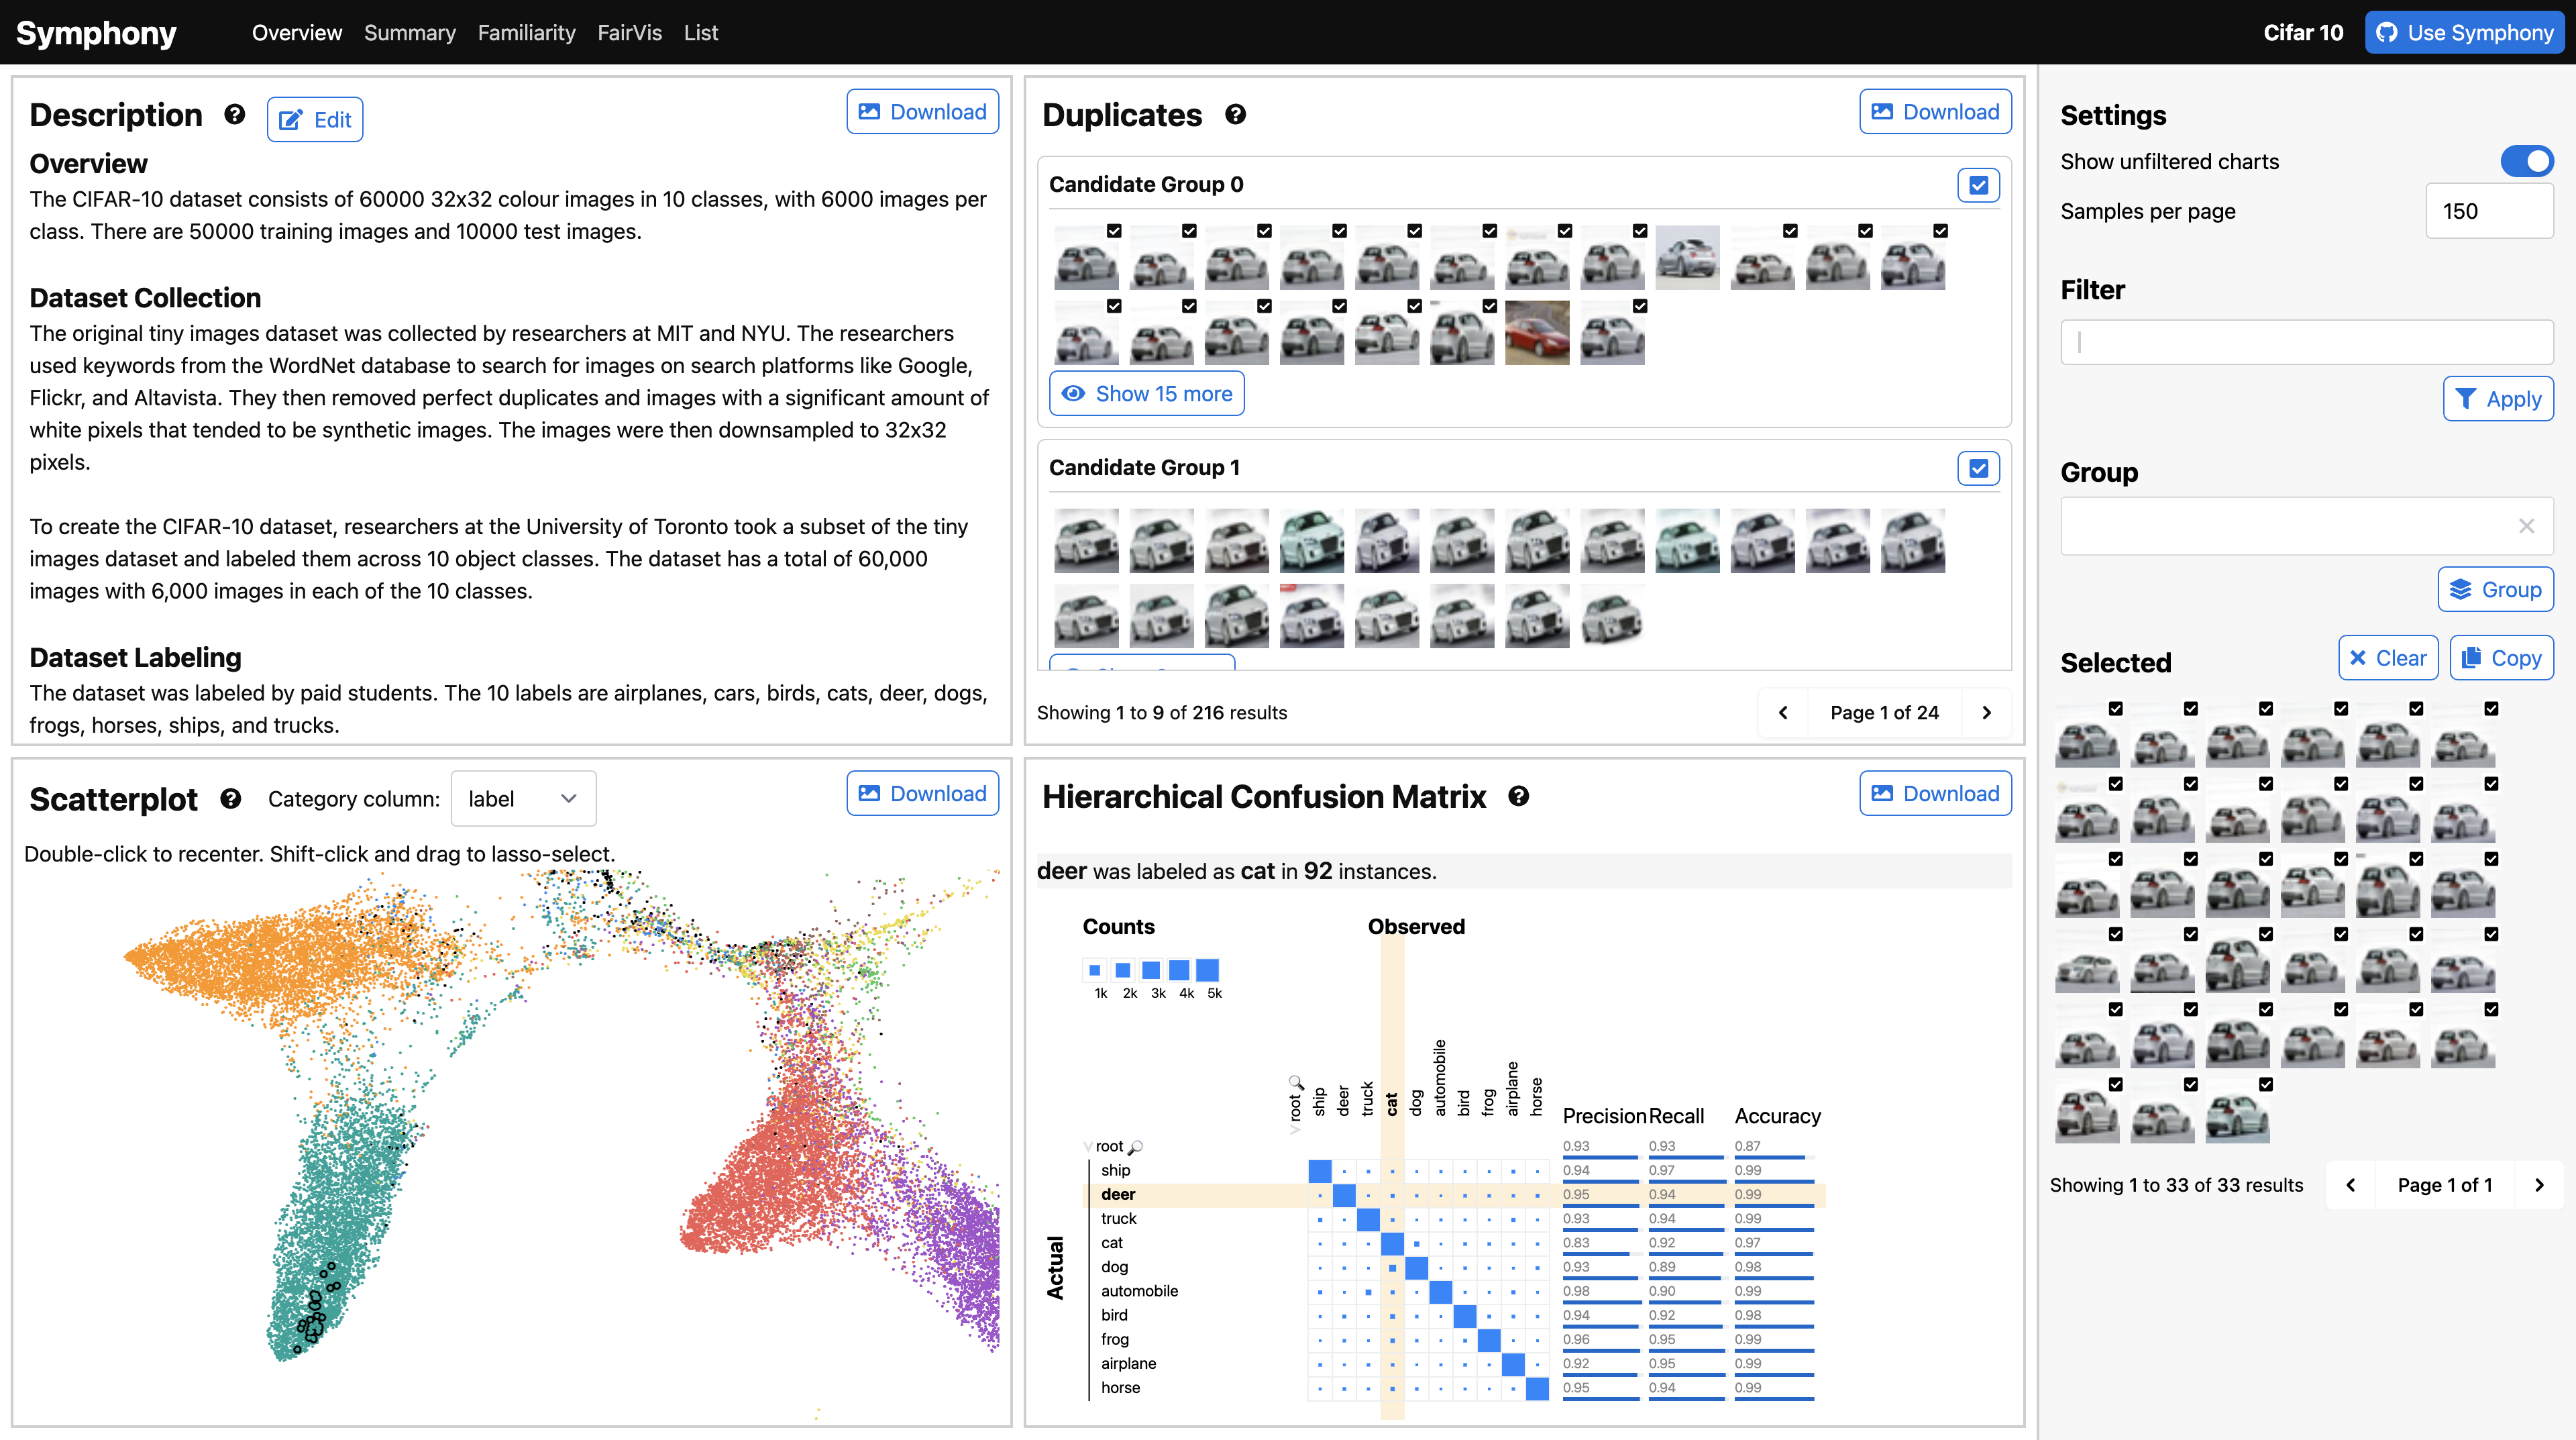 Symphony
Overview Summary Familiarity FairVis List
Cifar 10
Use Symphony
Description
Edit
Download
Overview
The CIFAR-10 dataset consists of 60000 32x32 colour images in 10 classes, with 6000 images per
class. There are 50000 training images and 10000 test images.
Dataset Collection
The original tiny images dataset was collected by researchers at MIT and NYU. The researchers
used keywords from the WordNet database to search for images on search platforms like Google,
Flickr, and Altavista. They then removed perfect duplicates and images with a significant amount of
white pixels that tended to be synthetic images. The images were then downsampled to 32x32
pixels.
To create the CIFAR-10 dataset, researchers at the University of Toronto took a subset of the tiny
images dataset and labeled them across 10 object classes. The dataset has a total of 60,000
images with 6,000 images in each of the 10 classes.
Dataset Labeling
The dataset was labeled by paid students. The 10 labels are airplanes, cars, birds, cats, deer, dogs,
frogs, horses, ships, and trucks.
Duplicates
Download
Candidate Group 0
Show 15 more
Candidate Group 1
Showing 1 to 9 of 216 results
Page 1 of 24
Scatterplot
Category column:
label
Download
Double-click to recenter. Shift-click and drag to lasso-select.
Hierarchical Confusion Matrix
Download
deer was labeled as cat in 92 instances.
Counts
1k 2k 3k 4k 5k
Observed
root ship deer truck cat dog automobile bird frog airplane horse
Precision Recall Accuracy
Actual
root 0.93 0.93 0.87
ship 0.94 0.97 0.99
deer 0.95 0.94 0.99
truck 0.93 0.94 0.99
cat 0.83 0.92 0.97
dog 0.93 0.89 0.98
automobile 0.98 0.90 0.99
bird 0.94 0.92 0.98
frog 0.96 0.95 0.99
airplane 0.92 0.95 0.99
horse 0.95 0.94 0.99
Settings
Show unfiltered charts
Samples per page
150
Filter
Apply
Group
Group
Selected
Clear
Copy
Showing 1 to 33 of 33 results
Page 1 of 1